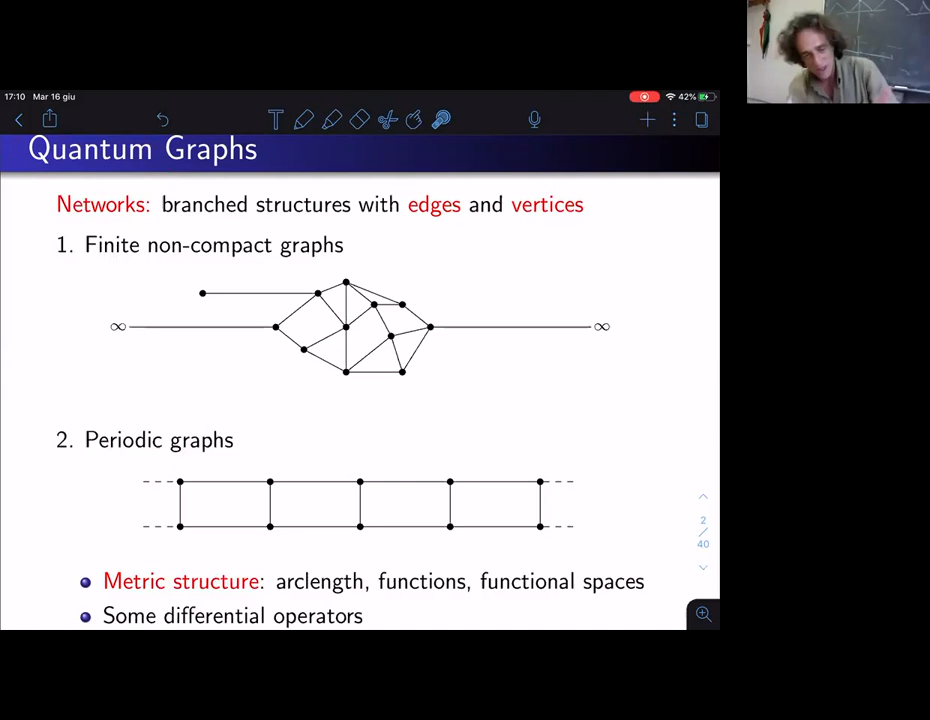 17:10 Mar 16 giu
42%
Quantum Graphs
Networks: branched structures with edges and vertices
1. Finite non-compact graphs
∞ ∞
2. Periodic graphs
2
/
40
Metric structure: arclength, functions, functional spaces
Some differential operators